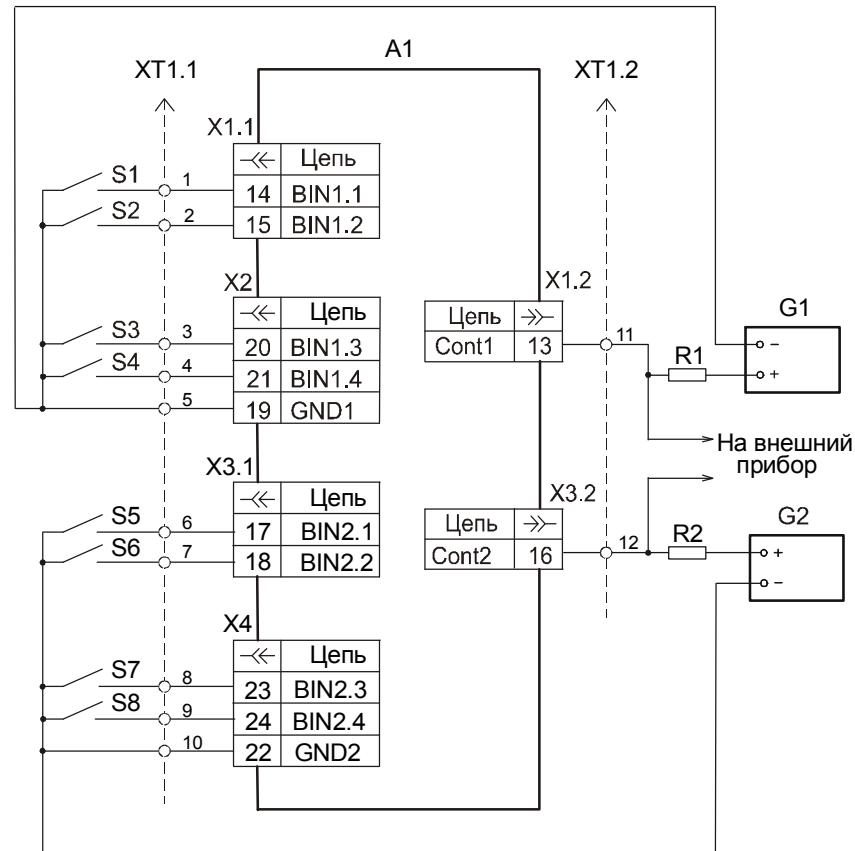 A1
XT1.1
XT1.2
X1.1
Цепь
S1
1
14 BIN1.1
S2
2
15 BIN1.2
X2
Цепь
S3
3
20 BIN1.3
S4
4
21 BIN1.4
5
19 GND1
X1.2
Цепь
Cont1 13
11
R1
G1
–
+
На внешний
прибор
X3.1
Цепь
S5
6
17 BIN2.1
S6
7
18 BIN2.2
X3.2
Цепь
Cont2 16
12
R2
G2
+
–
X4
Цепь
S7
8
23 BIN2.3
S8
9
24 BIN2.4
10
22 GND2